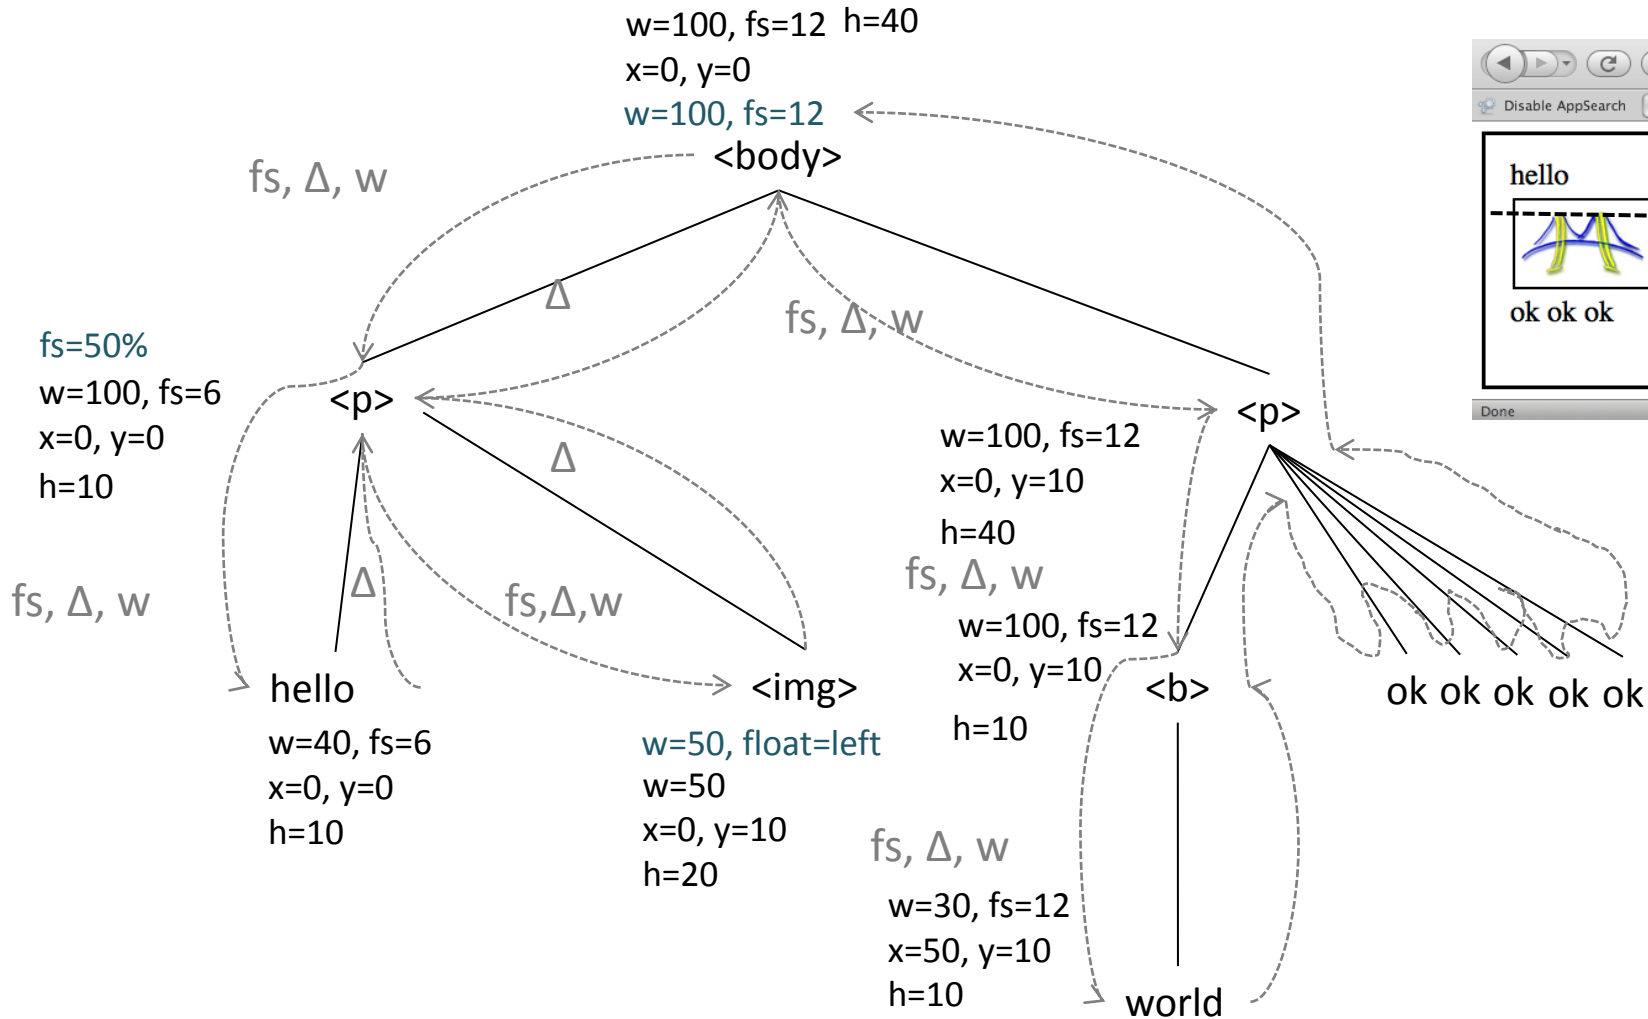 w=100, fs=12 h=40
x=0, y=0
w=100, fs=12
<body>
fs, Δ, w
Δ
fs, Δ, w
fs=50%
w=100, fs=6
x=0, y=0
h=10
<p>
Δ
<p>
w=100, fs=12
x=0, y=10
h=40
fs, Δ, w
Δ
fs,Δ,w
fs, Δ, w
w=100, fs=12
x=0, y=10
h=10
hello
w=40, fs=6
x=0, y=0
h=10
<img>
w=50, float=left
w=50
x=0, y=10
h=20
<b>
ok ok ok ok ok
fs, Δ, w
w=30, fs=12
x=50, y=10
h=10
world
Disable AppSearch
hello
ok ok ok
Done